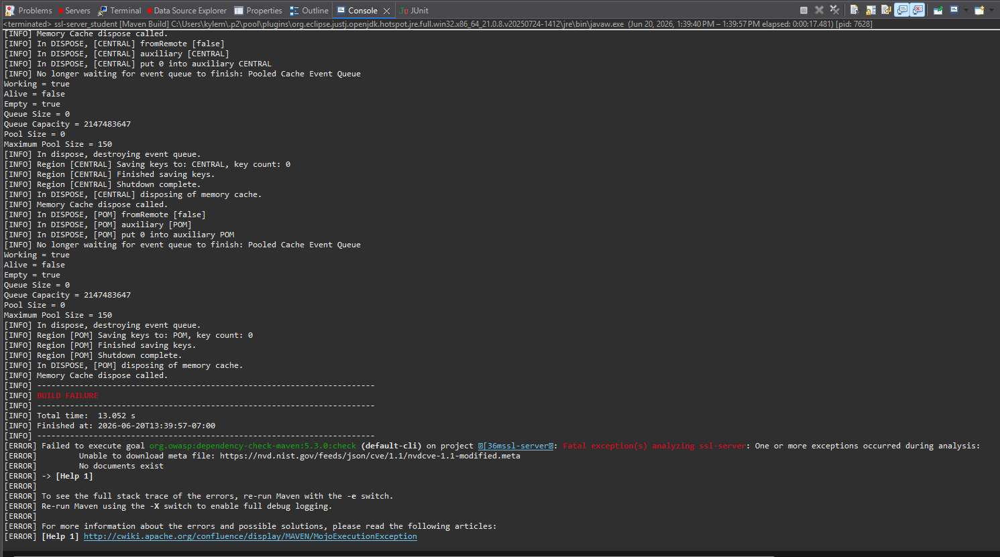 Problems Servers Terminal Data Source Explorer Properties Outline Console JUnit
<terminated> ssl-server_student [Maven Build] C:\Users\kylem\.p2\pool\plugins\org.eclipse.justj.openjdk.hotspot.jre.full.win32.x86_64_21.0.8.v20250724-1412\jre\bin\javaw.exe (Jun 20, 2026, 1:39:40 PM – 1:39:57 PM elapsed: 0:00:17.481) [pid: 7628]
[INFO] Memory Cache dispose called.
[INFO] In DISPOSE, [CENTRAL] fromRemote [false]
[INFO] In DISPOSE, [CENTRAL] auxiliary [CENTRAL]
[INFO] In DISPOSE, [CENTRAL] put 0 into auxiliary CENTRAL
[INFO] No longer waiting for event queue to finish: Pooled Cache Event Queue
Working = true
Alive = false
Empty = true
Queue Size = 0
Queue Capacity = 2147483647
Pool Size = 0
Maximum Pool Size = 150
[INFO] In dispose, destroying event queue.
[INFO] Region [CENTRAL] Saving keys to: CENTRAL, key count: 0
[INFO] Region [CENTRAL] Finished saving keys.
[INFO] Region [CENTRAL] Shutdown complete.
[INFO] In DISPOSE, [CENTRAL] disposing of memory cache.
[INFO] Memory Cache dispose called.
[INFO] In DISPOSE, [POM] fromRemote [false]
[INFO] In DISPOSE, [POM] auxiliary [POM]
[INFO] In DISPOSE, [POM] put 0 into auxiliary POM
[INFO] No longer waiting for event queue to finish: Pooled Cache Event Queue
Working = true
Alive = false
Empty = true
Queue Size = 0
Queue Capacity = 2147483647
Pool Size = 0
Maximum Pool Size = 150
[INFO] In dispose, destroying event queue.
[INFO] Region [POM] Saving keys to: POM, key count: 0
[INFO] Region [POM] Finished saving keys.
[INFO] Region [POM] Shutdown complete.
[INFO] In DISPOSE, [POM] disposing of memory cache.
[INFO] Memory Cache dispose called.
[INFO] ------------------------------------------------------------------------
[INFO] BUILD FAILURE
[INFO] ------------------------------------------------------------------------
[INFO] Total time:  13.052 s
[INFO] Finished at: 2026-06-20T13:39:57-07:00
[INFO] ------------------------------------------------------------------------
[ERROR] Failed to execute goal org.owasp:dependency-check-maven:5.3.0:check (default-cli) on project [36mssl-server: Fatal exception(s) analyzing ssl-server: One or more exceptions occurred during analysis:
[ERROR] Unable to download meta file: https://nvd.nist.gov/feeds/json/cve/1.1/nvdcve-1.1-modified.meta
[ERROR] No documents exist
[ERROR] -> [Help 1]
[ERROR]
[ERROR] To see the full stack trace of the errors, re-run Maven with the -e switch.
[ERROR] Re-run Maven using the -X switch to enable full debug logging.
[ERROR]
[ERROR] For more information about the errors and possible solutions, please read the following articles:
[ERROR] [Help 1] http://cwiki.apache.org/confluence/display/MAVEN/MojoExecutionException